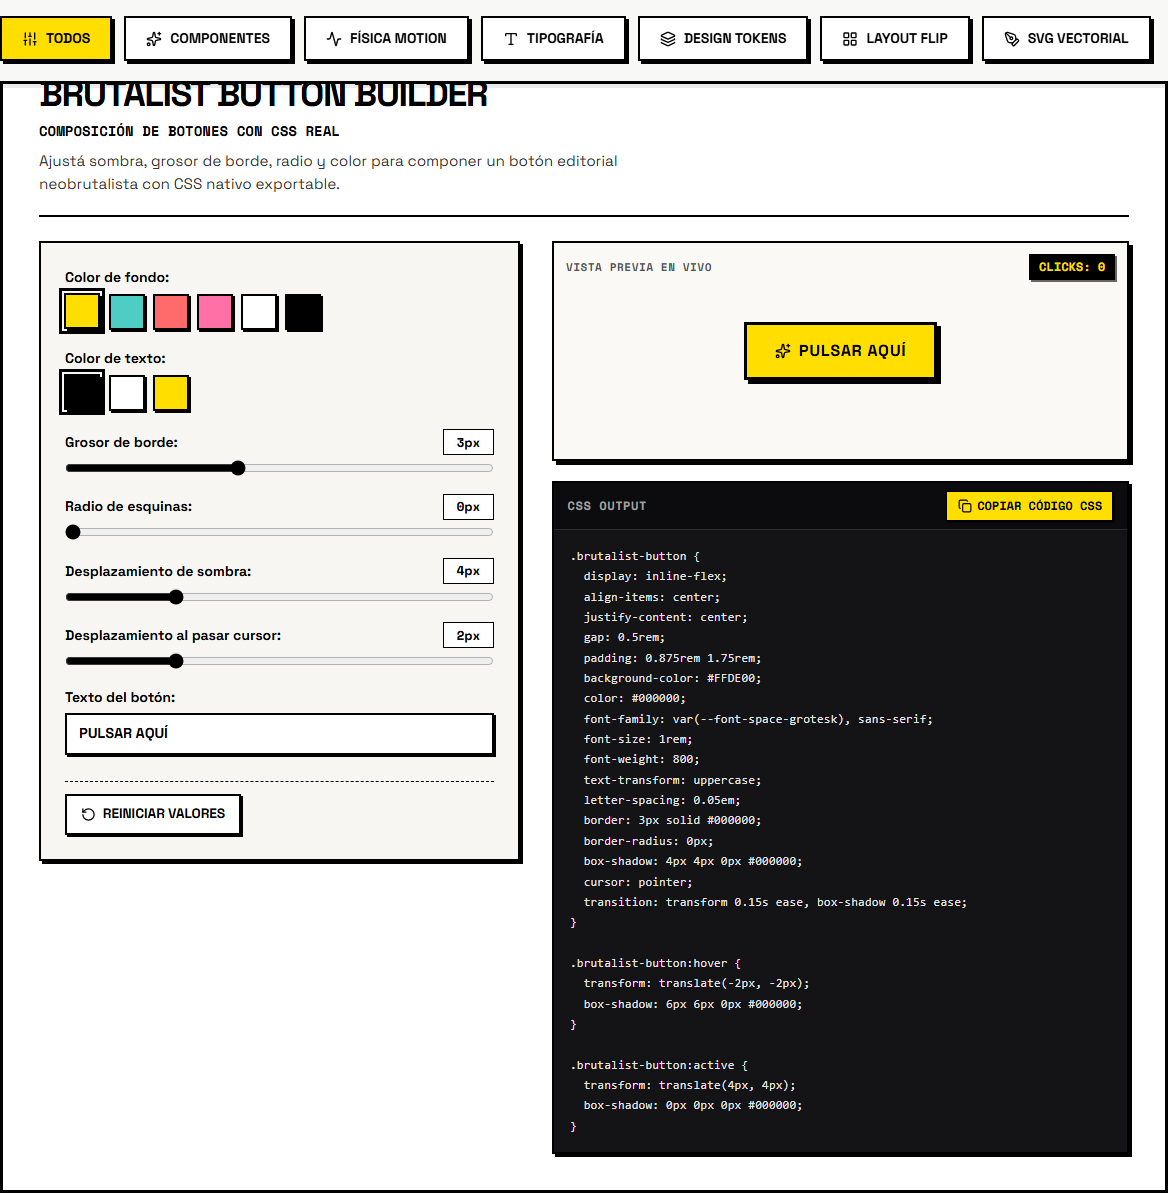 TODOS
COMPONENTES
FÍSICA MOTION
TIPOGRAFÍA
DESIGN TOKENS
LAYOUT FLIP
SVG VECTORIAL
BRUTALIST BUTTON BUILDER
COMPOSICIÓN DE BOTONES CON CSS REAL
Ajustá sombra, grosor de borde, radio y color para componer un botón editorial
neobrutalista con CSS nativo exportable.
Color de fondo:
Color de texto:
Grosor de borde:
3px
Radio de esquinas:
0px
Desplazamiento de sombra:
4px
Desplazamiento al pasar cursor:
2px
Texto del botón:
PULSAR AQUÍ
REINICIAR VALORES
VISTA PREVIA EN VIVO
CLICKS: 0
PULSAR AQUÍ
CSS OUTPUT
COPIAR CÓDIGO CSS
.brutalist-button {
  display: inline-flex;
  align-items: center;
  justify-content: center;
  gap: 0.5rem;
  padding: 0.875rem 1.75rem;
  background-color: #FFDE00;
  color: #000000;
  font-family: var(--font-space-grotesk), sans-serif;
  font-size: 1rem;
  font-weight: 800;
  text-transform: uppercase;
  letter-spacing: 0.05em;
  border: 3px solid #000000;
  border-radius: 0px;
  box-shadow: 4px 4px 0px #000000;
  cursor: pointer;
  transition: transform 0.15s ease, box-shadow 0.15s ease;
}
.brutalist-button:hover {
  transform: translate(-2px, -2px);
  box-shadow: 6px 6px 0px #000000;
}
.brutalist-button:active {
  transform: translate(4px, 4px);
  box-shadow: 0px 0px 0px #000000;
}